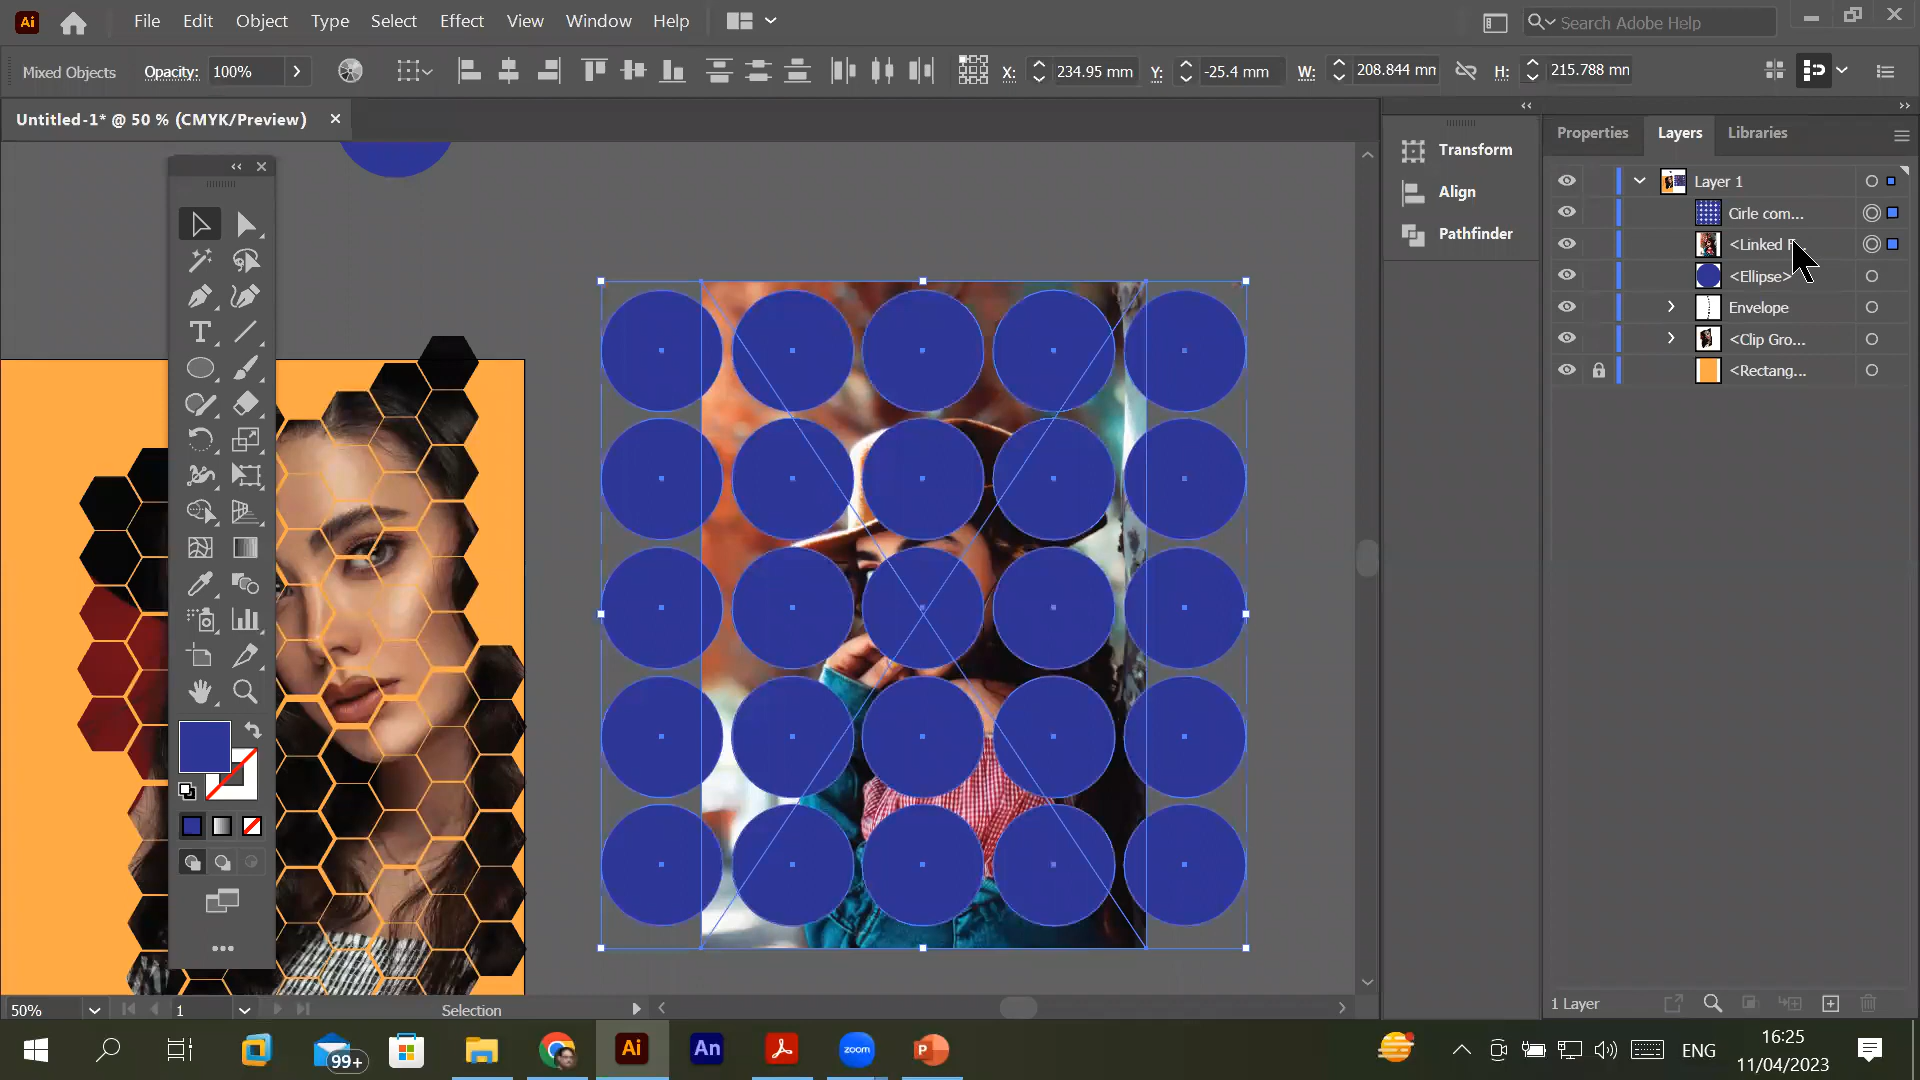 Ai File Edit Object Type Select Effect View Window Help Search Adobe Help
Mixed Objects Opacity: 100% X: 234.95 mm Y: -25.4 mm W: 208.844 mm H: 215.788 mm
Untitled-1* @ 50 % (CMYK/Preview)
Transform
Align
Pathfinder
Properties Layers Libraries
Layer 1
Cirle com...
<Linked
<Ellipse>
Envelope
<Clip Gro...
<Rectang...
1 Layer
50% 1 Selection
99+ Ai An zoom P ENG
16:25
11/04/2023